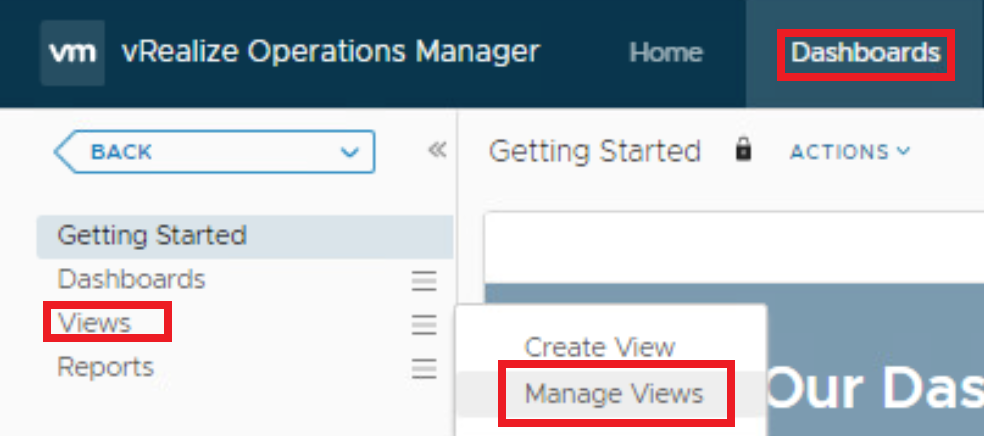 vm vRealize Operations Manager Home Dashboards
BACK
Getting Started ACTIONS
Getting Started
Dashboards
Views
Reports
Create View
Manage Views
Our Das